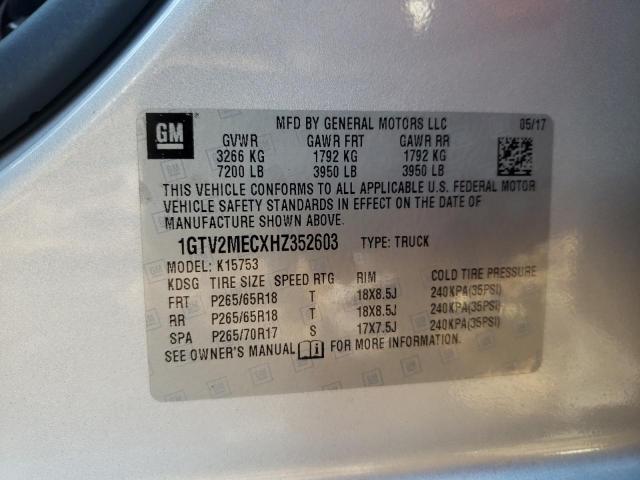 GM
MFD BY GENERAL MOTORS LLC 05/17
GVWR GAWR FRT GAWR RR
3266 KG 1792 KG 1792 KG
7200 LB 3950 LB 3950 LB
THIS VEHICLE CONFORMS TO ALL APPLICABLE U.S. FEDERAL MOTOR
VEHICLE SAFETY STANDARDS IN EFFECT ON THE DATE OF
MANUFACTURE SHOWN ABOVE.
1GTV2MECXHZ352603 TYPE: TRUCK
MODEL: K15753
KDSG TIRE SIZE SPEED RTG RIM COLD TIRE PRESSURE
FRT P265/65R18 T 18X8.5J 240KPA(35PSI)
RR P265/65R18 T 18X8.5J 240KPA(35PSI)
SPA P265/70R17 S 17X7.5J 240KPA(35PSI)
SEE OWNER'S MANUAL FOR MORE INFORMATION.